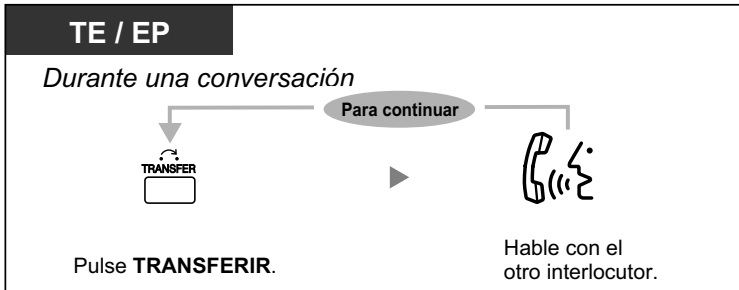 TE / EP
Durante una conversación
Para continuar
TRANSFER
Pulse TRANSFERIR.
Hable con el
otro interlocutor.